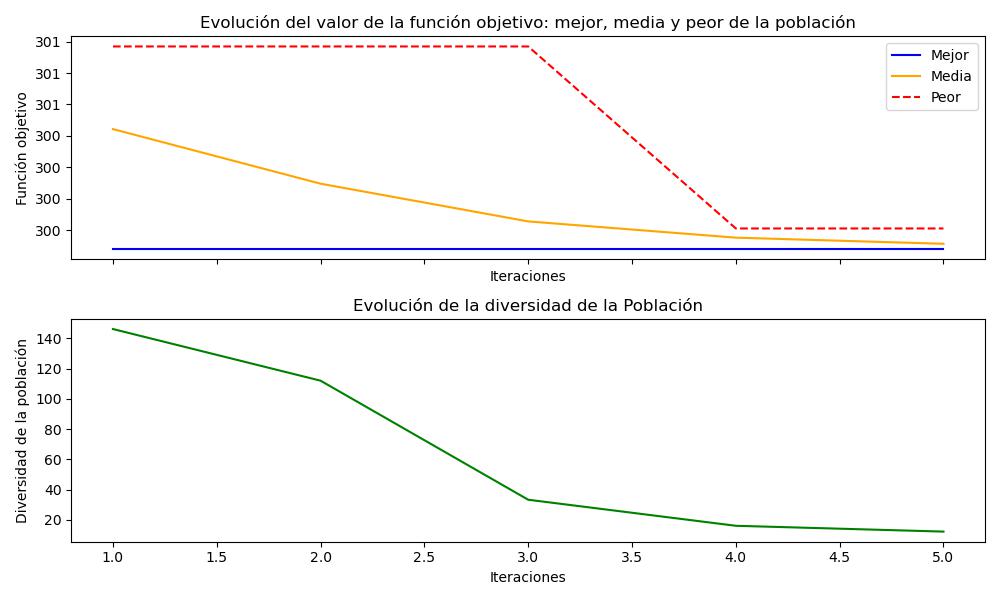 Evolución del valor de la función objetivo: mejor, media y peor de la población
301
301
301
300
300
300
300
Función objetivo
Mejor
Media
Peor
Iteraciones
Evolución de la diversidad de la Población
140
120
100
80
60
40
20
Diversidad de la población
1.0 1.5 2.0 2.5 3.0 3.5 4.0 4.5 5.0
Iteraciones